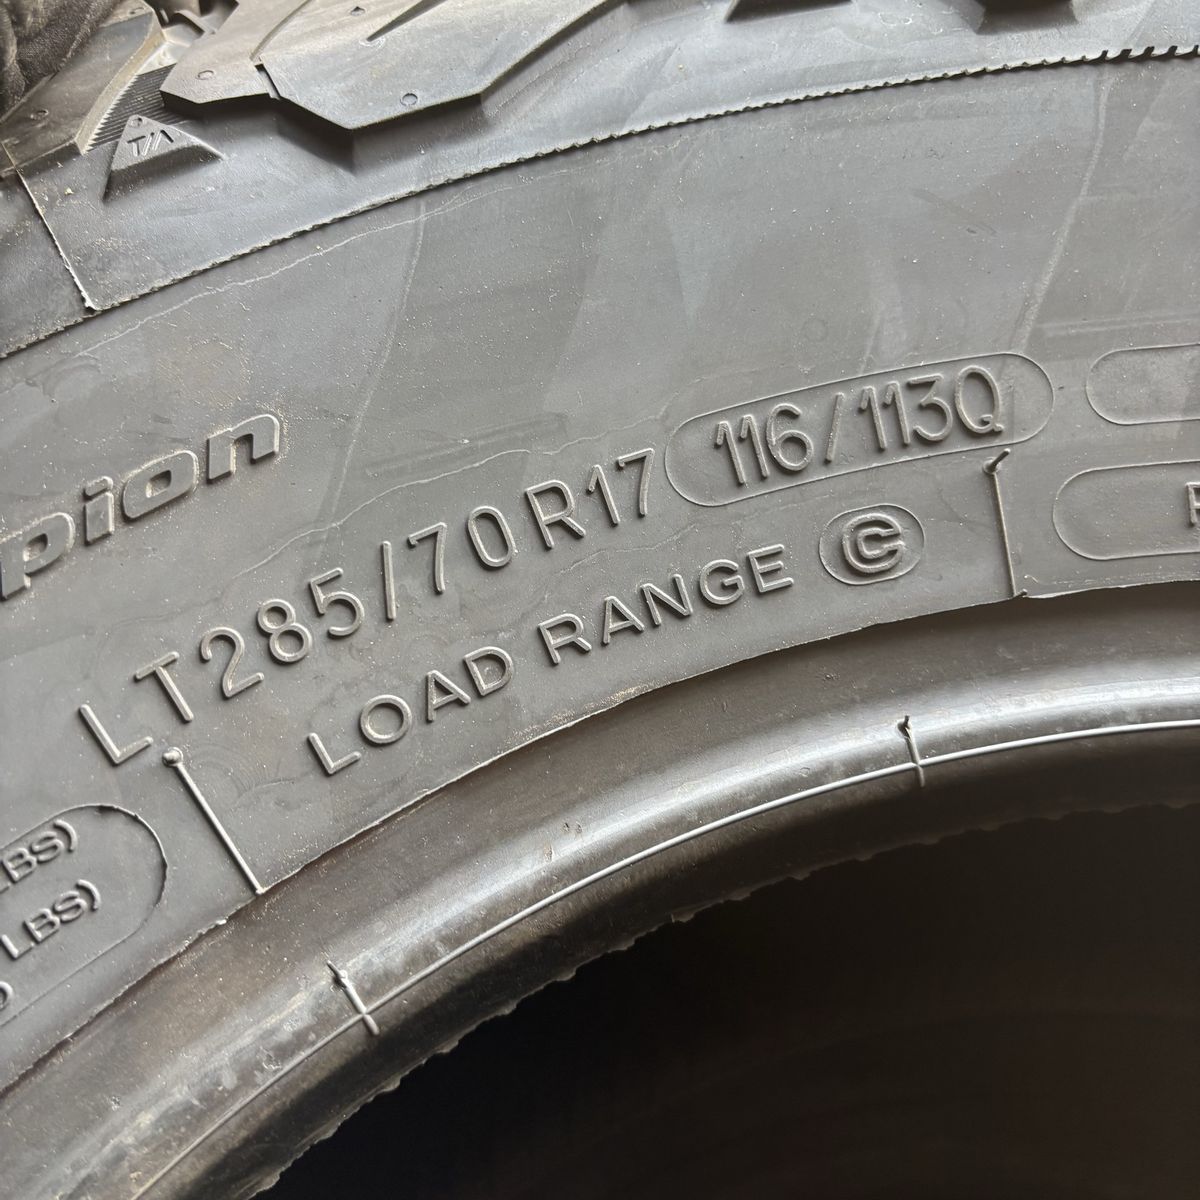 T/A
pion
LT285/70R17 116/113Q
LOAD RANGE C
LBS)
LBS)